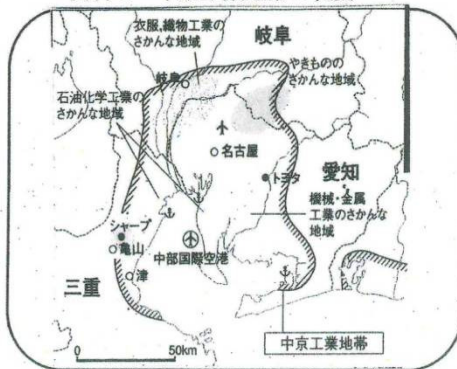 衣服,織物工業の
さかんな地域
岐阜
やきものの
さかんな地域
岐阜
石油化学工業の
さかんな地域
名古屋
トヨタ
愛知
機械・金属
工業のさかんな
地域
シャープ
亀山
中部国際空港
三重
津
中京工業地帯
0
50km